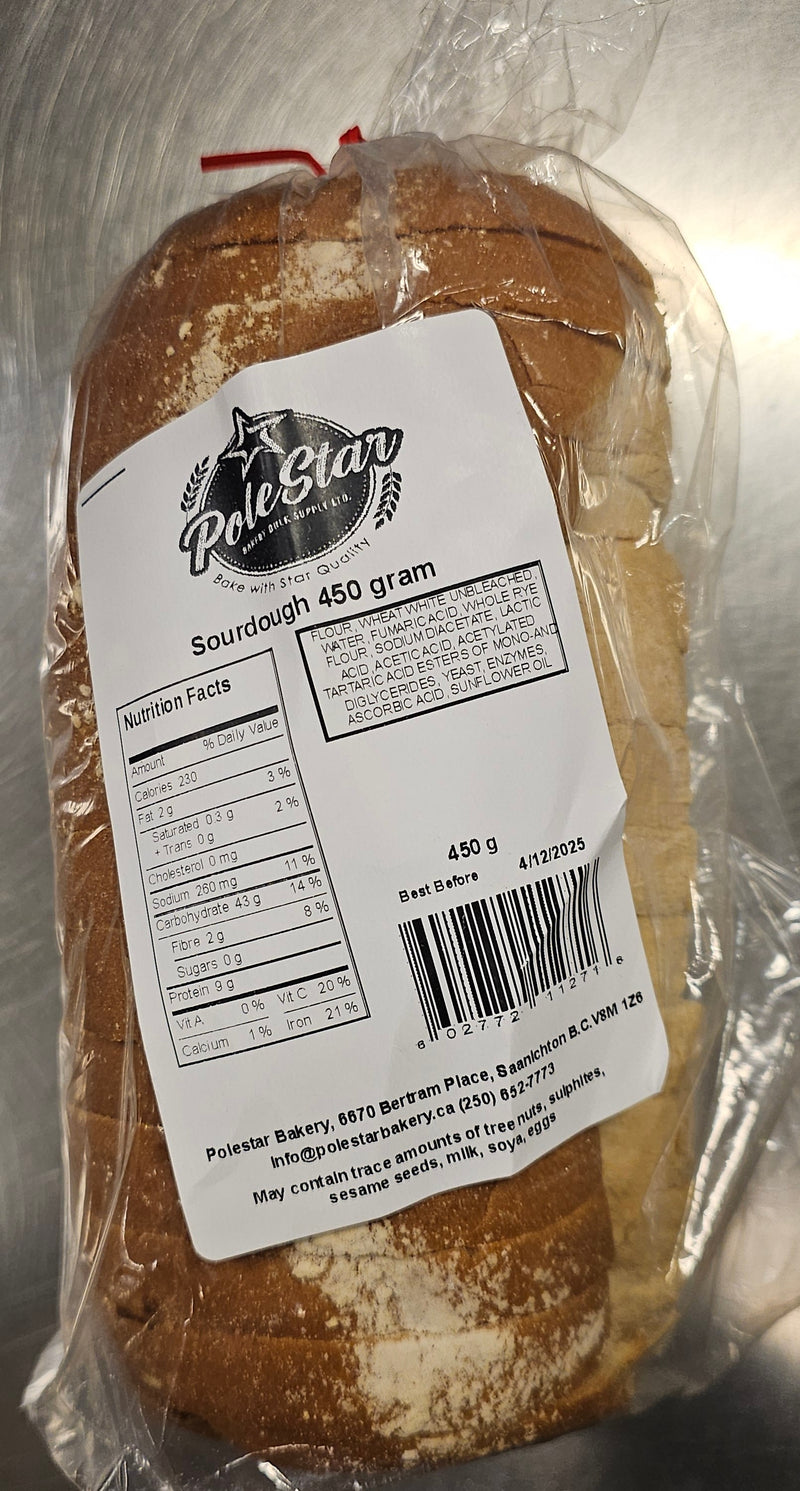 PoleStar
BAKERY BULK SUPPLY LTD.
Bake with Star Quality
Sourdough 450 gram
FLOUR, WHEAT WHITE UNBLEACHED,
WATER, FUMARIC ACID, WHOLE RYE
FLOUR, SODIUM DIACETATE, LACTIC
ACID, ACETIC ACID, ACETYLATED
TARTARIC ACID ESTERS OF MONO-AND
DIGLYCERIDES, YEAST, ENZYMES,
ASCORBIC ACID, SUNFLOWER OIL
Nutrition Facts
Amount % Daily Value
Calories 230
Fat 2 g 3 %
Saturated 0.3 g 2 %
+ Trans 0 g
Cholesterol 0 mg
Sodium 260 mg 11 %
Carbohydrate 43 g 14 %
Fibre 2 g 8 %
Sugars 0 g
Protein 9 g
Vit A 0 % Vit C 20 %
Calcium 1 % Iron 21 %
450 g
Best Before 4/12/2025
6 02772 11271 6
Polestar Bakery, 6670 Bertram Place, Saanichton B.C. V8M 1Z6
Info@polestarbakery.ca (250) 652-7773
May contain trace amounts of tree nuts, sulphites,
sesame seeds, milk, soya, eggs